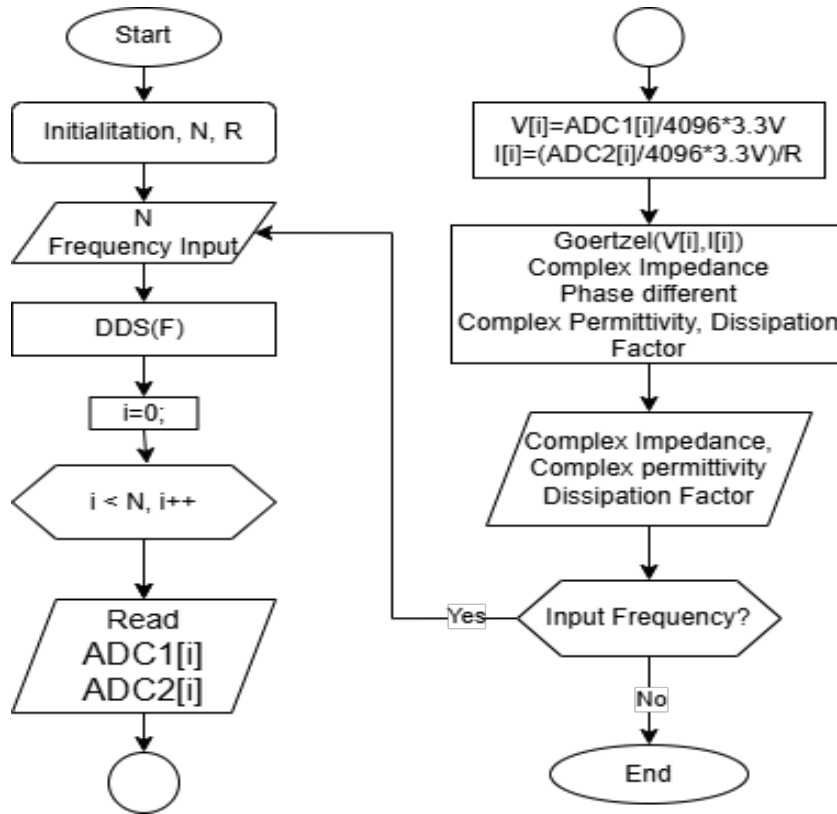 Start
Initialitation, N, R
N
Frequency Input
DDS(F)
i=0;
i < N, i++
Read
ADC1[i]
ADC2[i]
V[i]=ADC1[i]/4096*3.3V
I[i]=(ADC2[i]/4096*3.3V)/R
Goertzel(V[i],I[i])
Complex Impedance
Phase different
Complex Permittivity, Dissipation
Factor
Complex Impedance,
Complex permittivity
Dissipation Factor
Input Frequency?
Yes
No
End